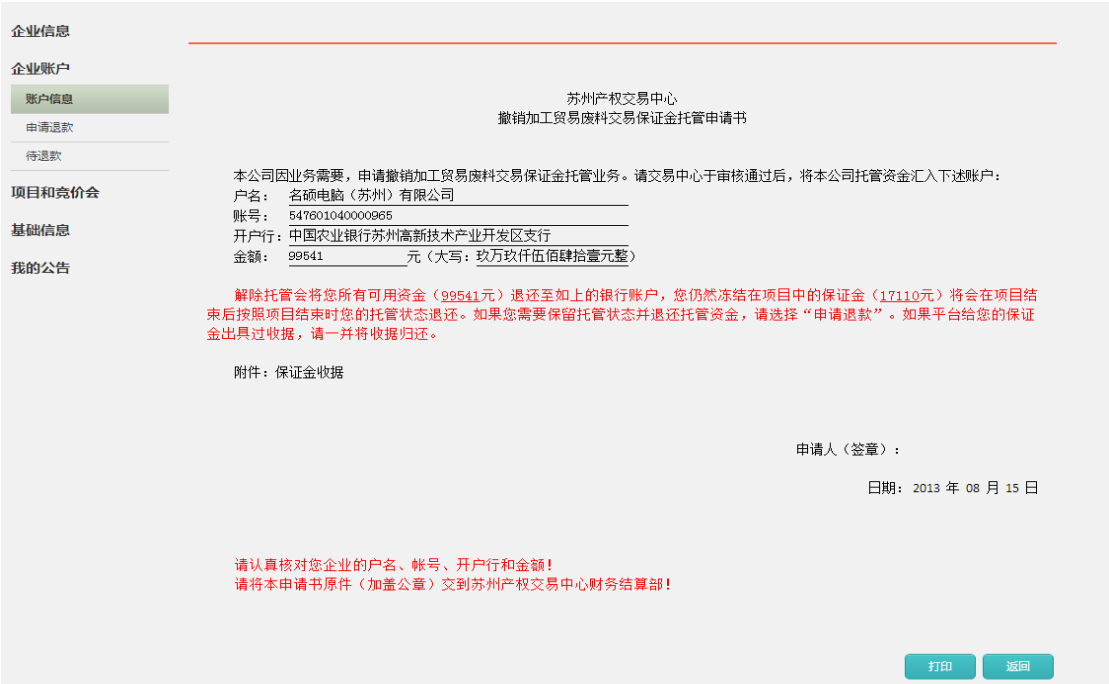 企业信息
企业账户
账户信息
申请退款
待退款
项目和竞价会
基础信息
我的公告
苏州产权交易中心
撤销加工贸易废料交易保证金托管申请书
本公司因业务需要，申请撤销加工贸易废料交易保证金托管业务。请交易中心于审核通过后，将本公司托管资金汇入下述账户：
户名： 名硕电脑（苏州）有限公司
账号： 547601040000965
开户行：中国农业银行苏州高新技术产业开发区支行
金额： 99541 元（大写：玖万玖仟伍佰肆拾壹元整）
解除托管会将您所有可用资金（99541元）退还至如上的银行账户，您仍然冻结在项目中的保证金（17110元）将会在项目结
束后按照项目结束时您的托管状态退还。如果您需要保留托管状态并退还托管资金，请选择“申请退款”。如果平台给您的保证
金出具过收据，请一并将收据归还。
附件：保证金收据
申请人（签章）：
日期： 2013 年 08 月 15 日
请认真核对您企业的户名、帐号、开户行和金额！
请将本申请书原件（加盖公章）交到苏州产权交易中心财务结算部！
打印 返回